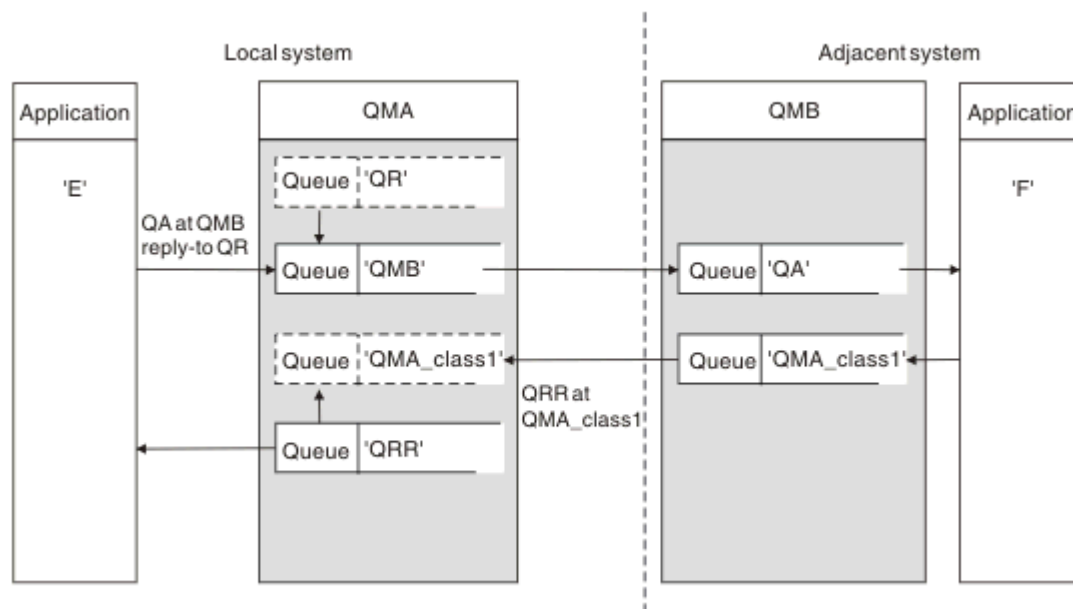 Local system
Adjacent system
Application
QMA
QMB
Application
'E'
Queue 'QR'
'F'
QA at QMB
reply-to QR
Queue 'QMB'
Queue 'QA'
Queue 'QMA_class1'
Queue 'QMA_class1'
QRR at
QMA_class1
Queue 'QRR'